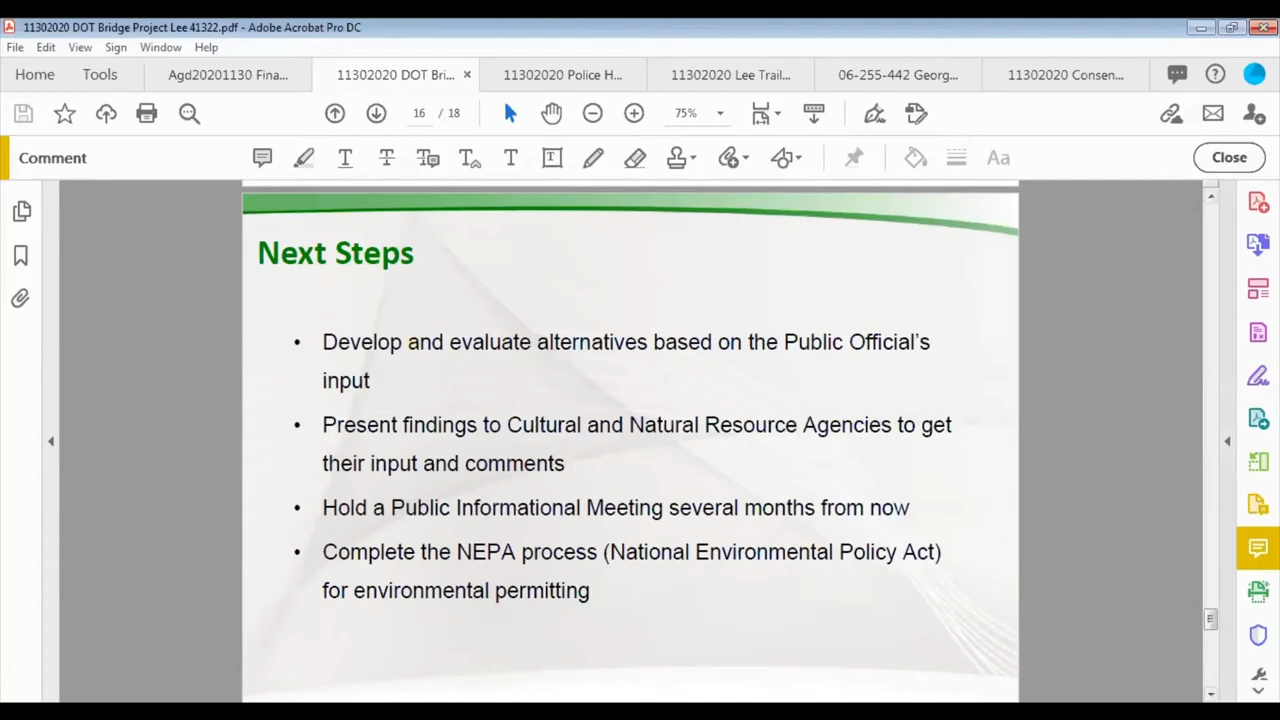 11302020 DOT Bridge Project Lee 41322.pdf - Adobe Acrobat Pro DC
File Edit View Window Help
Home Tools Agd20201130 Fina... 11302020 DOT Bri... × 11302020 Police H... 11302020 Lee Trail... 06-255-442 Georg... 11302020 Consen...
16 / 18 75%
Comment Close
Next Steps
• Develop and evaluate alternatives based on the Public Official’s
input
• Present findings to Cultural and Natural Resource Agencies to get
their input and comments
• Hold a Public Informational Meeting several months from now
• Complete the NEPA process (National Environmental Policy Act)
for environmental permitting